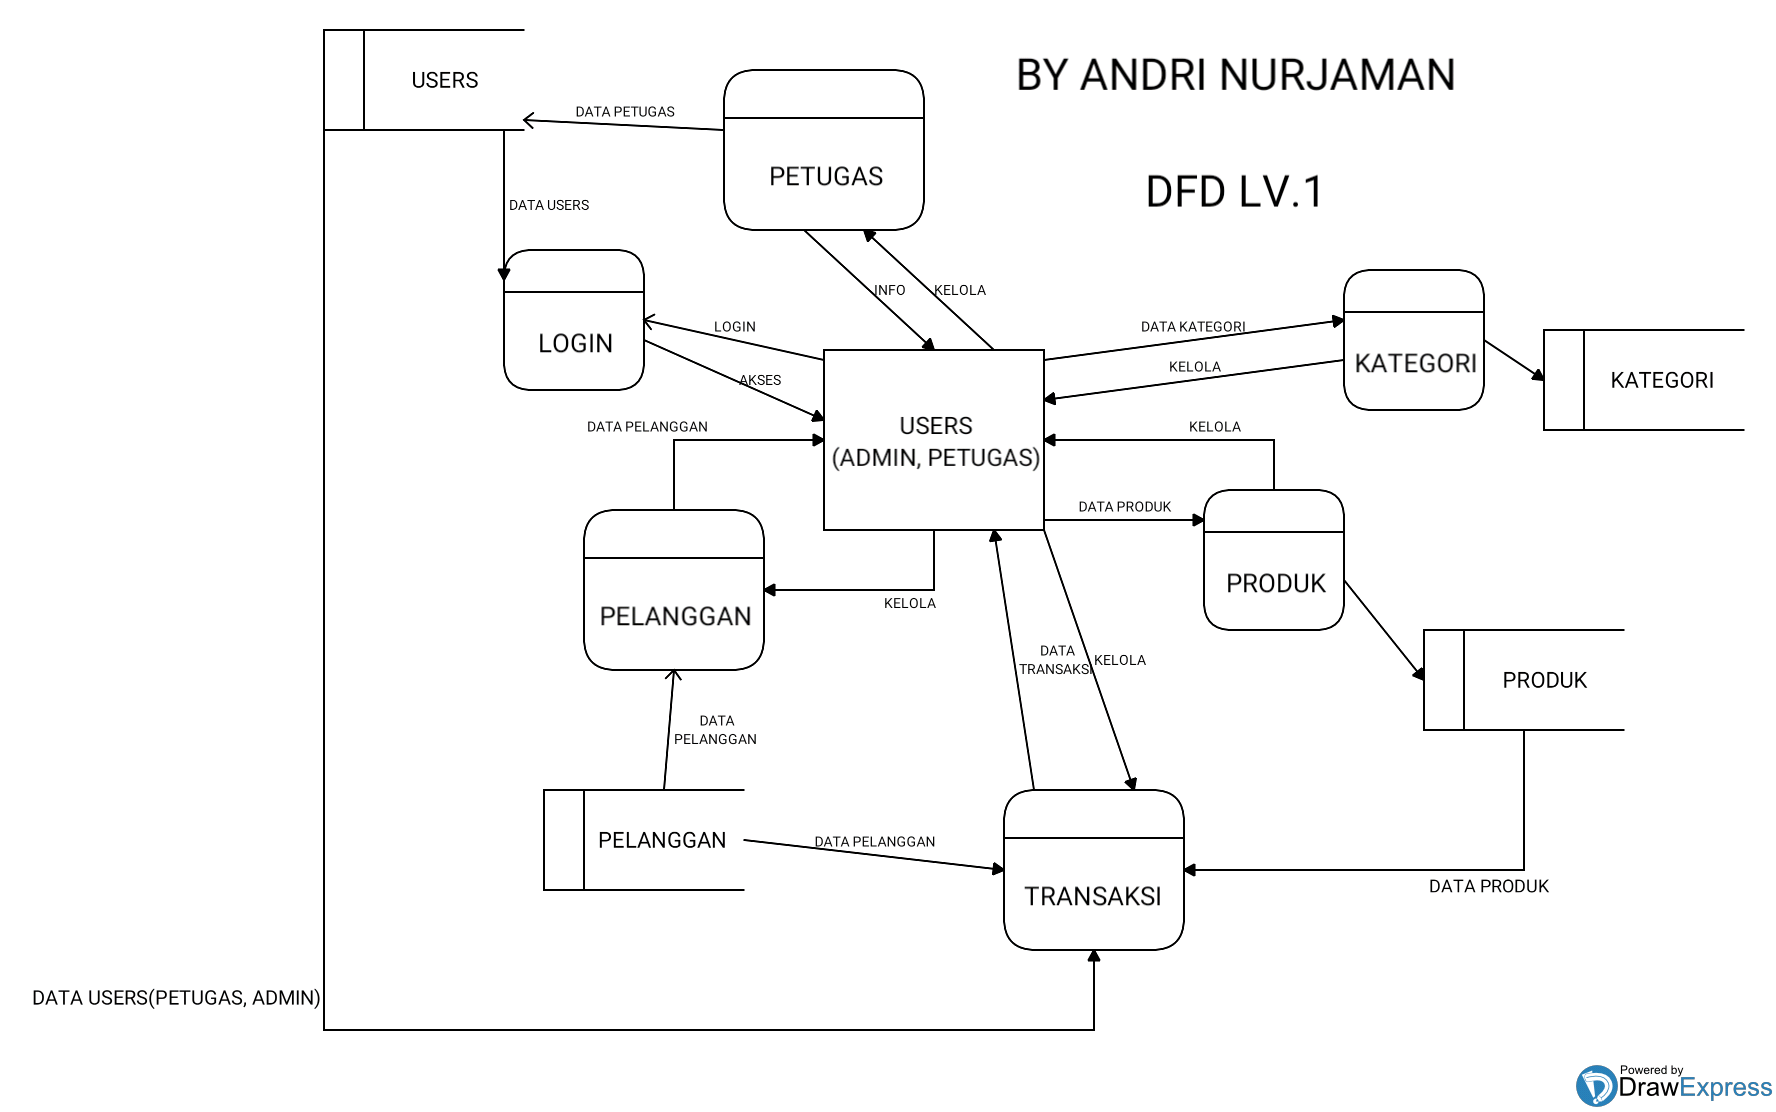 USERS
BY ANDRI NURJAMAN
DATA PETUGAS
PETUGAS
DFD LV.1
DATA USERS
INFO
KELOLA
LOGIN
LOGIN
AKSES
DATA KATEGORI
KELOLA
KATEGORI
KATEGORI
DATA PELANGGAN
USERS
(ADMIN, PETUGAS)
KELOLA
DATA PRODUK
PRODUK
PELANGGAN
KELOLA
DATA
TRANSAKSI
KELOLA
PRODUK
DATA
PELANGGAN
PELANGGAN
DATA PELANGGAN
TRANSAKSI
DATA PRODUK
DATA USERS(PETUGAS, ADMIN)
Powered by
DrawExpress